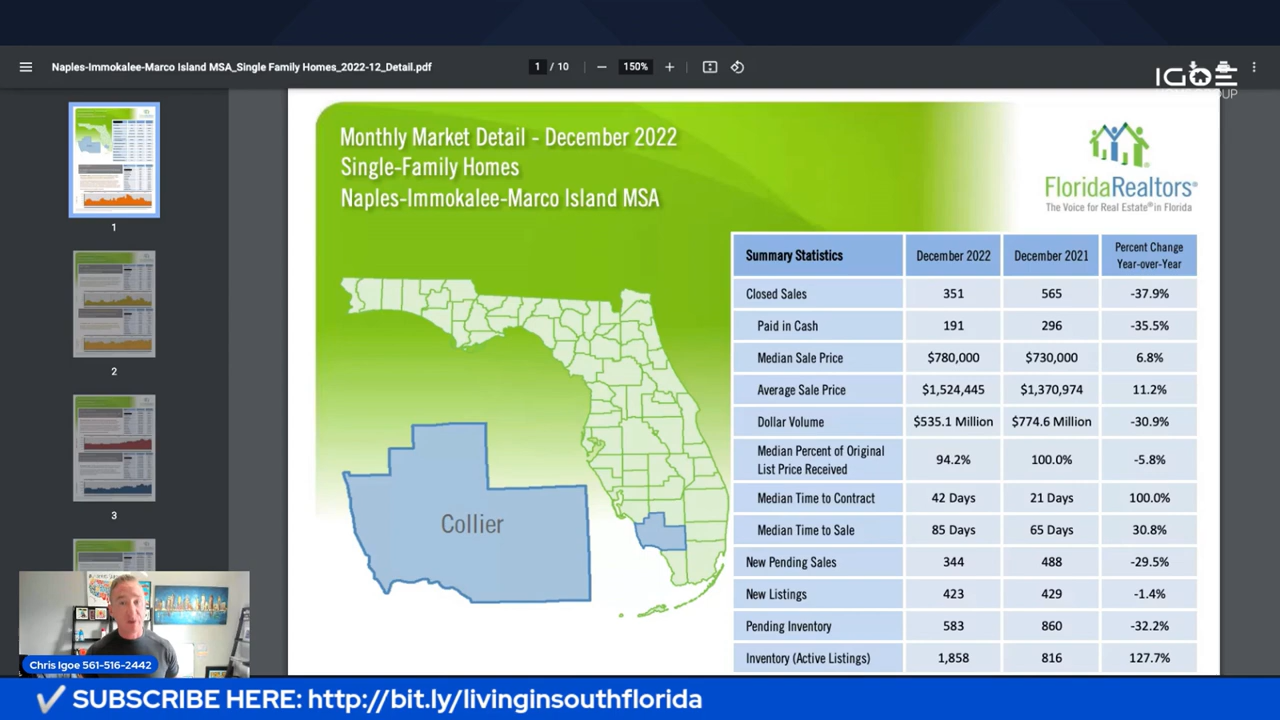 Naples-Immokalee-Marco Island MSA_Single Family Homes_2022-12_Detail.pdf
1 / 10
150%
IGOE
Monthly Market Detail - December 2022
Single-Family Homes
Naples-Immokalee-Marco Island MSA
FloridaRealtors®
The Voice for Real Estate® in Florida
Summary Statistics December 2022 December 2021 Percent Change Year-over-Year
Closed Sales 351 565 -37.9%
Paid in Cash 191 296 -35.5%
Median Sale Price $780,000 $730,000 6.8%
Average Sale Price $1,524,445 $1,370,974 11.2%
Dollar Volume $535.1 Million $774.6 Million -30.9%
Median Percent of Original List Price Received 94.2% 100.0% -5.8%
Median Time to Contract 42 Days 21 Days 100.0%
Median Time to Sale 85 Days 65 Days 30.8%
New Pending Sales 344 488 -29.5%
New Listings 423 429 -1.4%
Pending Inventory 583 860 -32.2%
Inventory (Active Listings) 1,858 816 127.7%
Collier
1
2
3
Chris Igoe 561-516-2442
SUBSCRIBE HERE: http://bit.ly/livinginsouthflorida